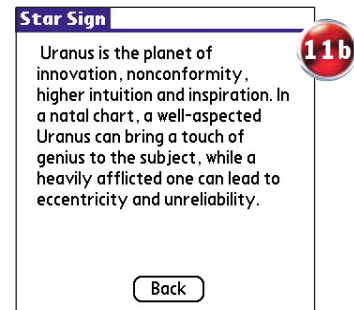 Star Sign
11b
Uranus is the planet of
innovation, nonconformity,
higher intuition and inspiration. In
a natal chart, a well-aspected
Uranus can bring a touch of
genius to the subject, while a
heavily afflicted one can lead to
eccentricity and unreliability.
Back